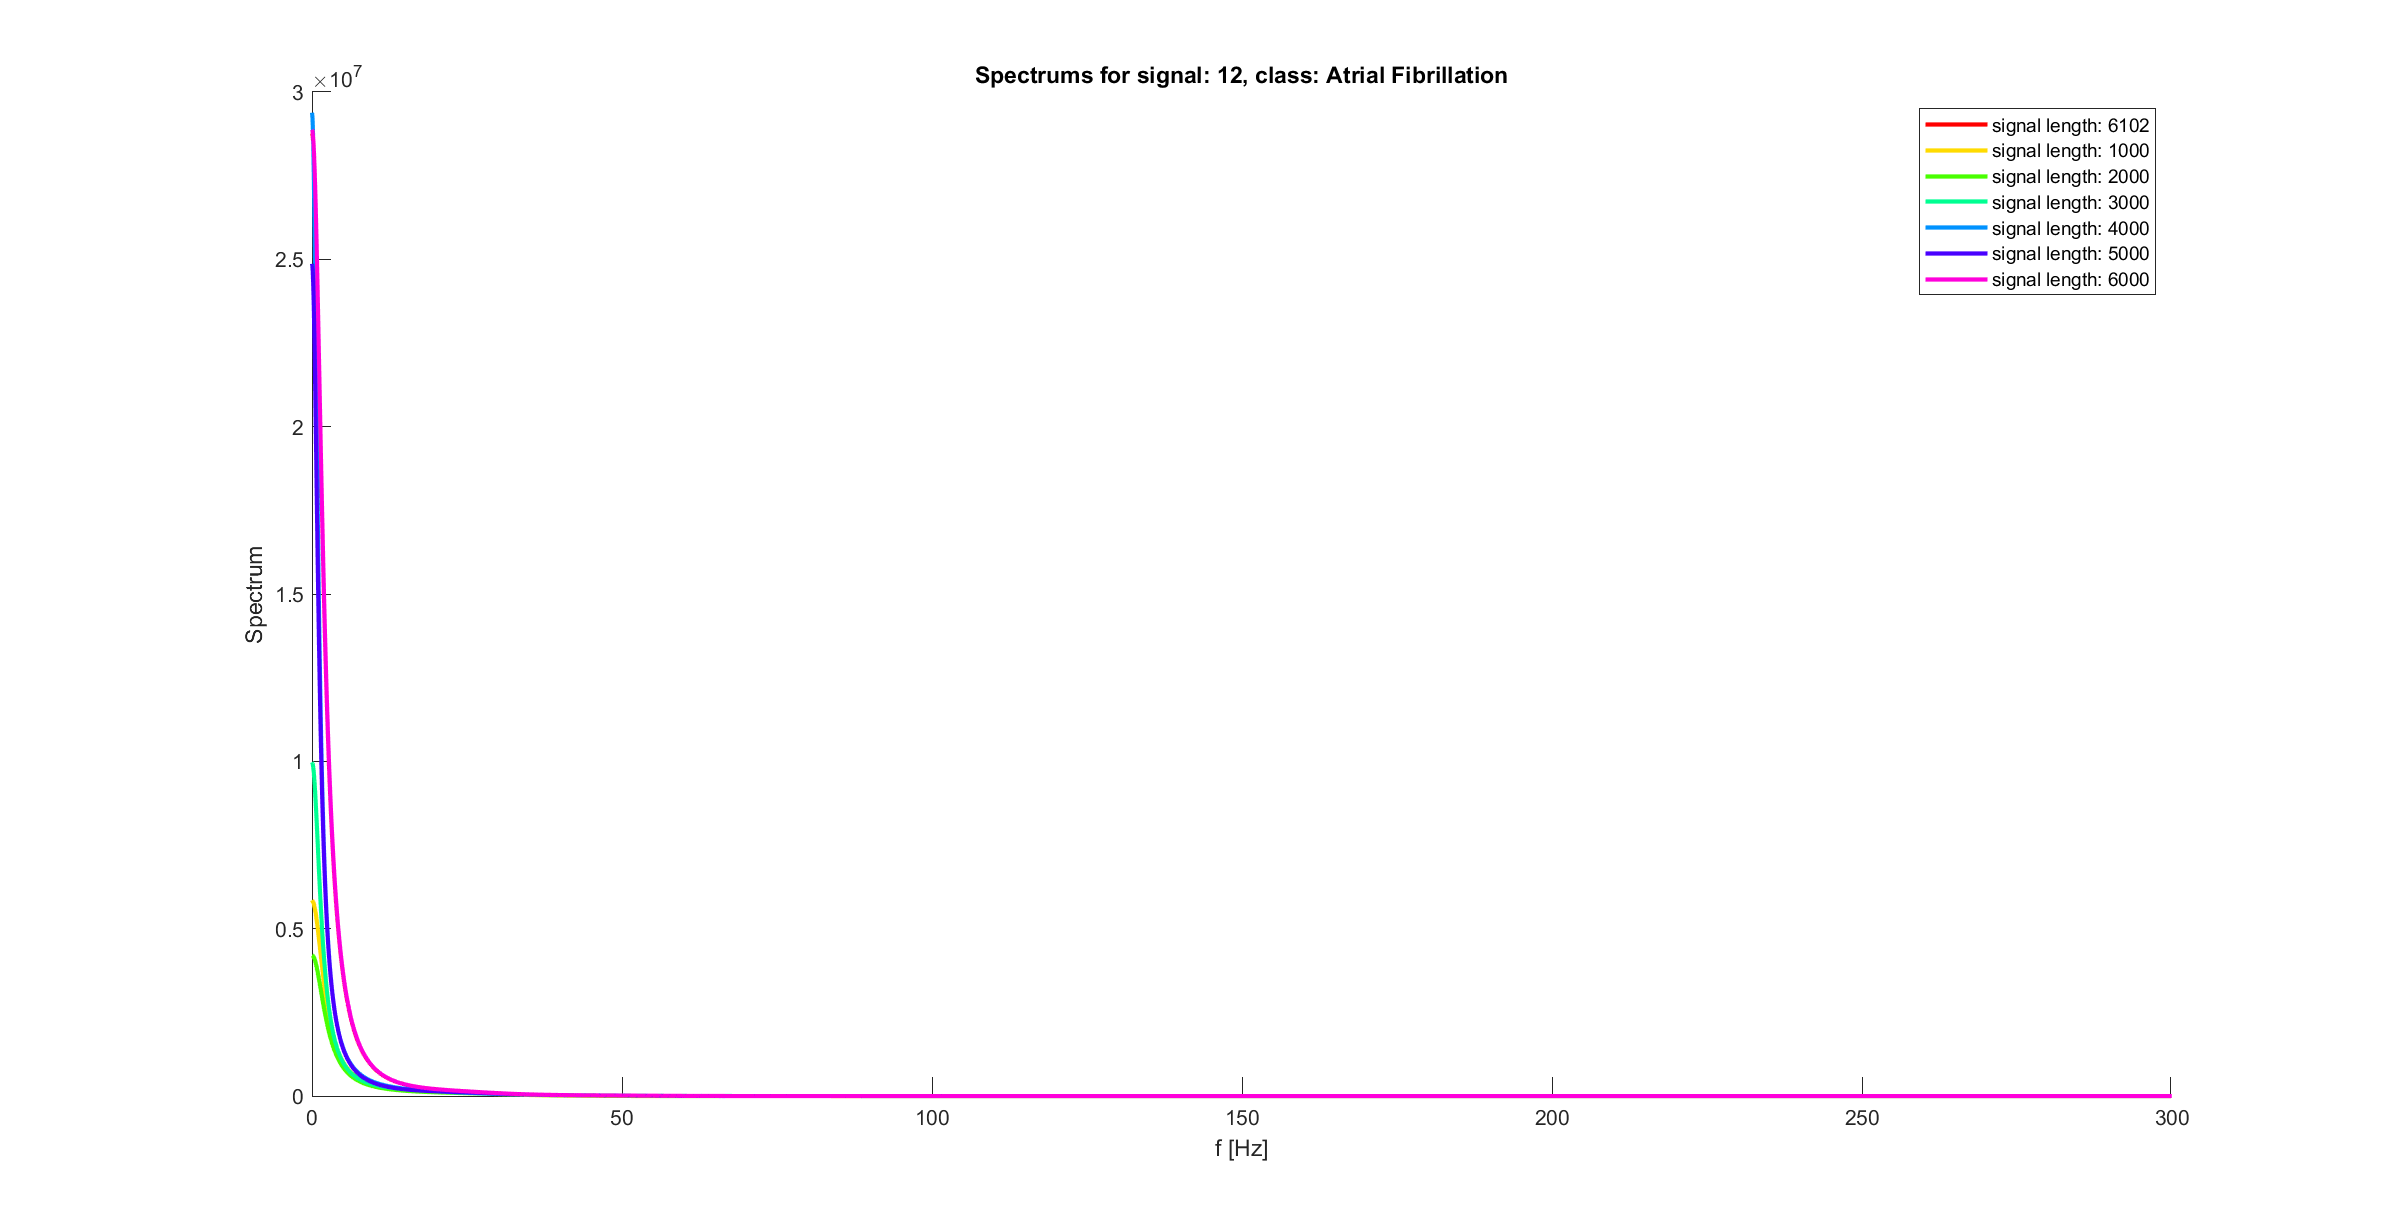 Spectrums for signal: 12, class: Atrial Fibrillation
×10^7
3
2.5
2
1.5
1
0.5
0
Spectrum
signal length: 6102
signal length: 1000
signal length: 2000
signal length: 3000
signal length: 4000
signal length: 5000
signal length: 6000
0 50 100 150 200 250 300
f [Hz]